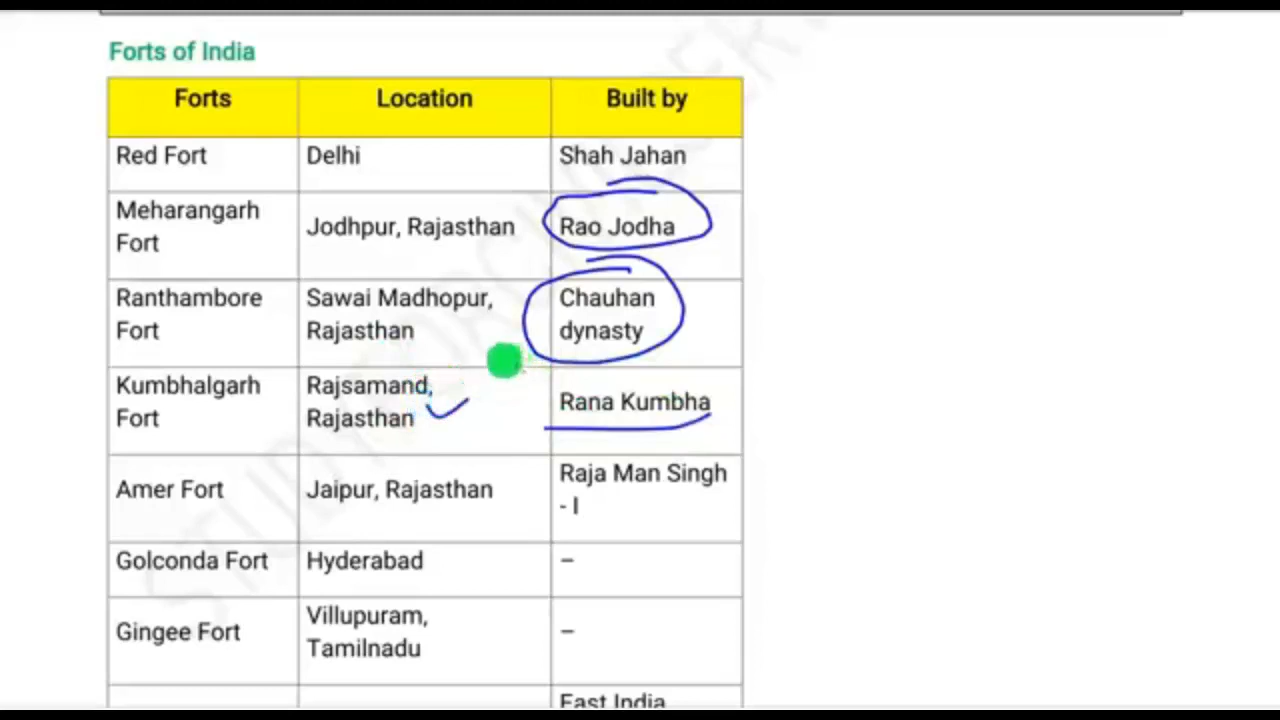 Forts of India
Forts Location Built by
Red Fort Delhi Shah Jahan
Meharangarh
Fort
Jodhpur, Rajasthan
Rao Jodha
Ranthambore
Fort
Sawai Madhopur,
Rajasthan
Chauhan
dynasty
Kumbhalgarh
Fort
Rajsamand,
Rajasthan
Rana Kumbha
Amer Fort
Jaipur, Rajasthan
Raja Man Singh
- I
Golconda Fort Hyderabad –
Gingee Fort
Villupuram,
Tamilnadu
–
East India